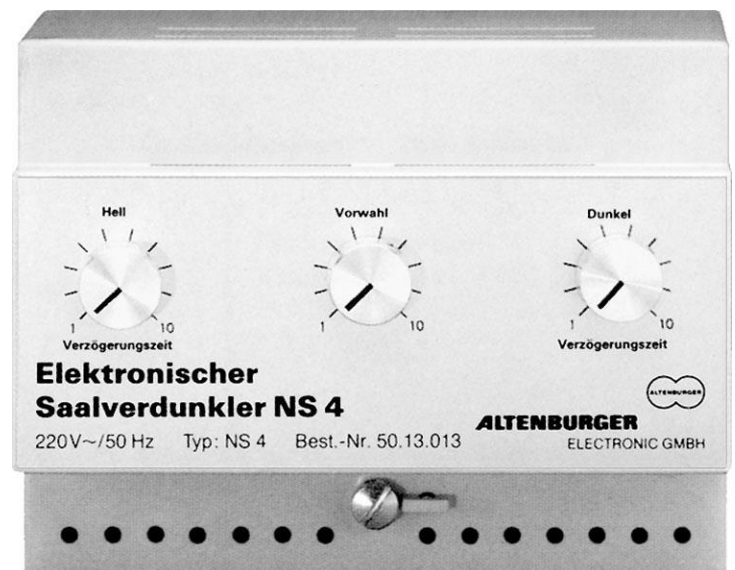 Hell Vorwahl Dunkel
1 10 1 10 1 10
Verzögerungszeit Verzögerungszeit
Elektronischer
Saalverdunkler NS 4
ALTENBURGER
ALTENBURGER
220V~/50 Hz Typ: NS 4 Best.-Nr. 50.13.013 ELECTRONIC GMBH